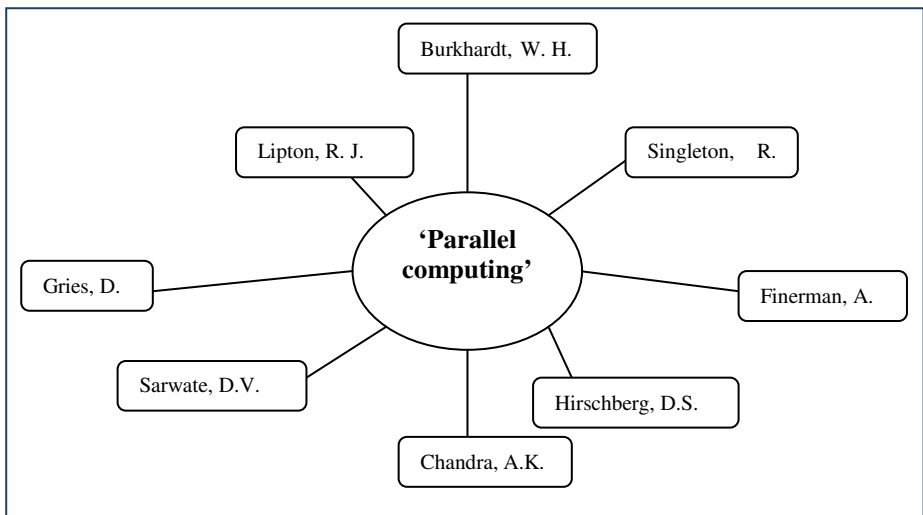 Burkhardt, W. H.
Lipton, R. J.
Singleton, R.
‘Parallel
computing’
Gries, D.
Finerman, A.
Sarwate, D.V.
Hirschberg, D.S.
Chandra, A.K.